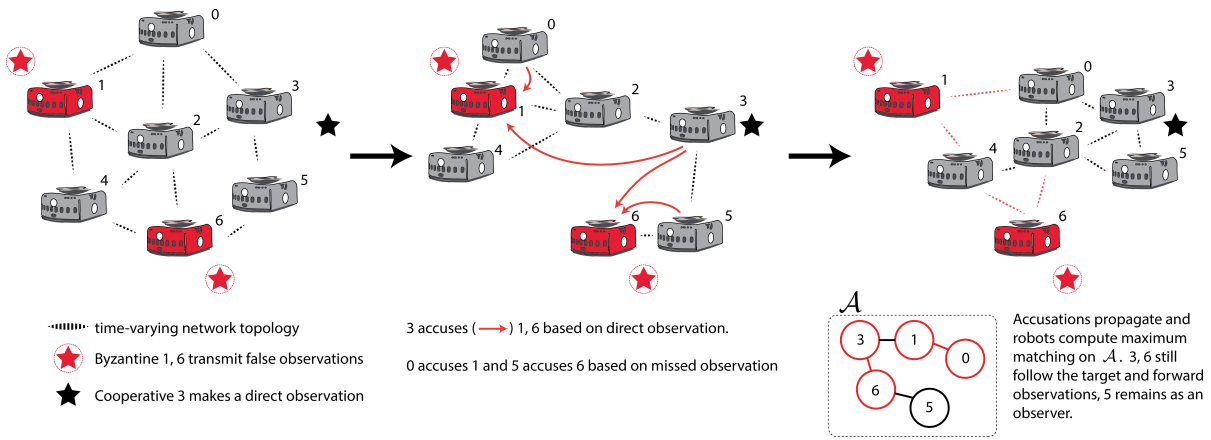 0
1
3
2
4
5
6
0
1
2
3
4
6
5
1
0
3
2
4
5
6
time-varying network topology
Byzantine 1, 6 transmit false observations
Cooperative 3 makes a direct observation
3 accuses ( ) 1, 6 based on direct observation.
0 accuses 1 and 5 accuses 6 based on missed observation
𝒜
3
1
0
6
5
Accusations propagate and
robots compute maximum
matching on 𝒜. 3, 6 still
follow the target and forward
observations, 5 remains as an
observer.